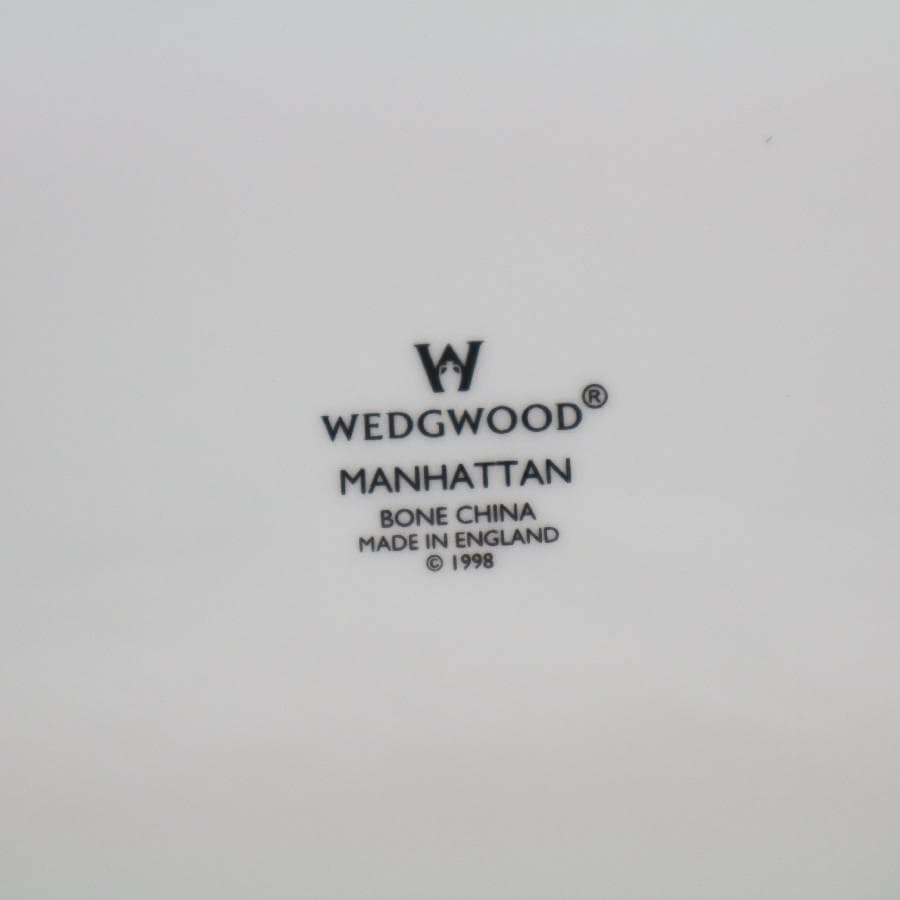 W
WEDGWOOD®
MANHATTAN
BONE CHINA
MADE IN ENGLAND
© 1998